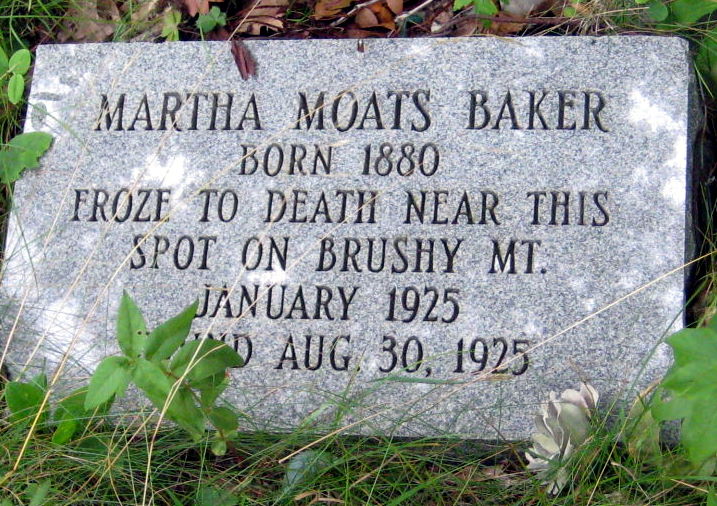 MARTHA MOATS BAKER
BORN 1880
FROZE TO DEATH NEAR THIS
SPOT ON BRUSHY MT.
JANUARY 1925
AUG. 30, 1925